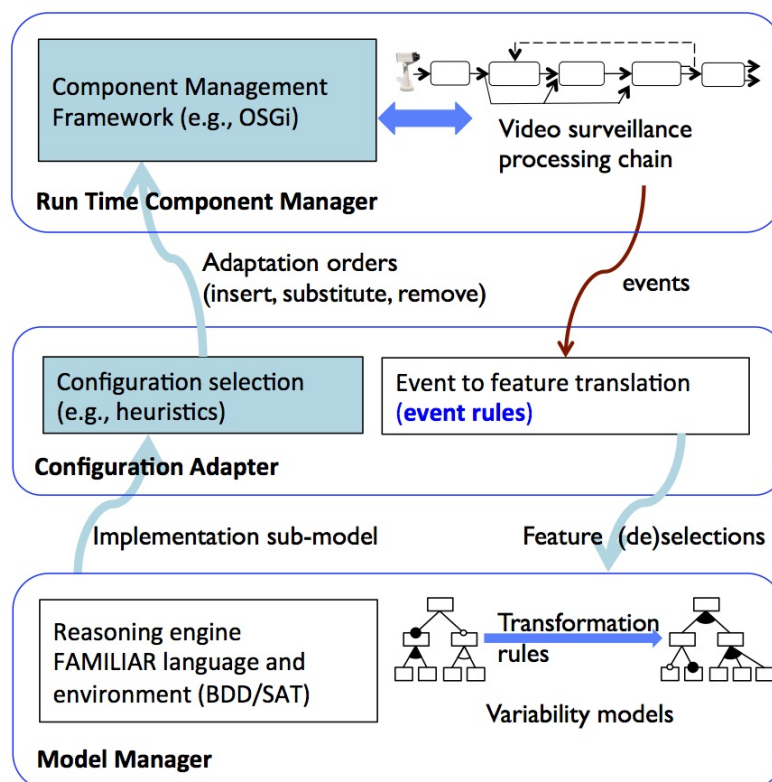 Component Management
Framework (e.g., OSGi)
Video surveillance
processing chain
Run Time Component Manager
Adaptation orders
(insert, substitute, remove)
events
Configuration selection
(e.g., heuristics)
Event to feature translation
(event rules)
Configuration Adapter
Implementation sub-model
Feature (de)selections
Reasoning engine
FAMILIAR language and
environment (BDD/SAT)
Transformation
rules
Variability models
Model Manager